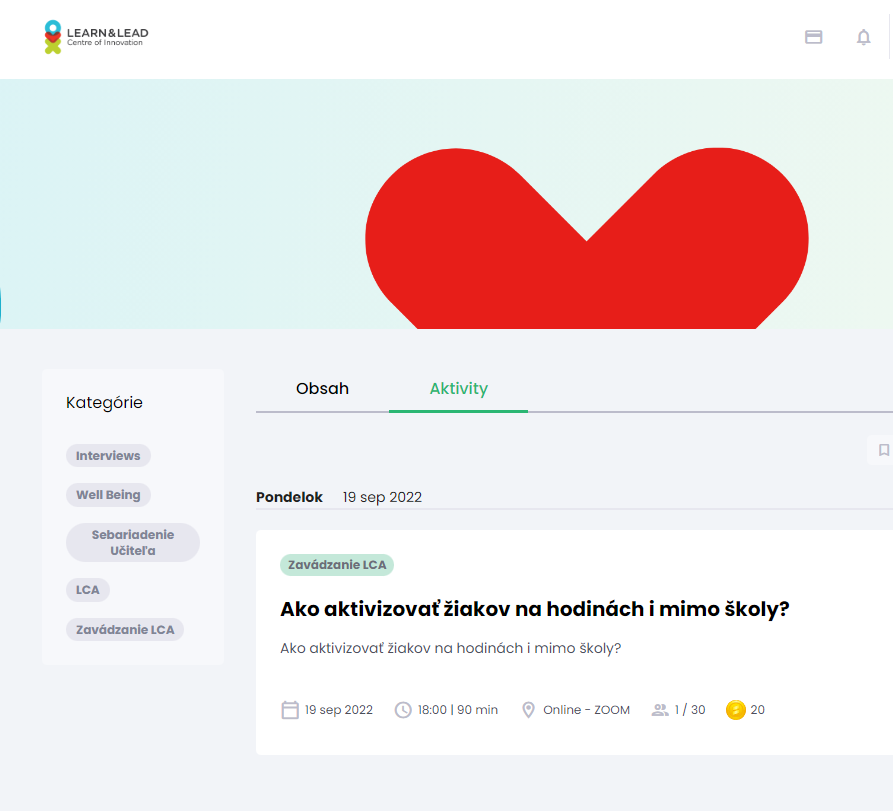 LEARN&LEAD
Centre of Innovation
Kategórie
Interviews
Well Being
Sebariadenie
Učiteľa
LCA
Zavádzanie LCA
Obsah Aktivity
Pondelok 19 sep 2022
Zavádzanie LCA
Ako aktivizovať žiakov na hodinách i mimo školy?
Ako aktivizovať žiakov na hodinách i mimo školy?
19 sep 2022 18:00 | 90 min Online - ZOOM 1 / 30 20